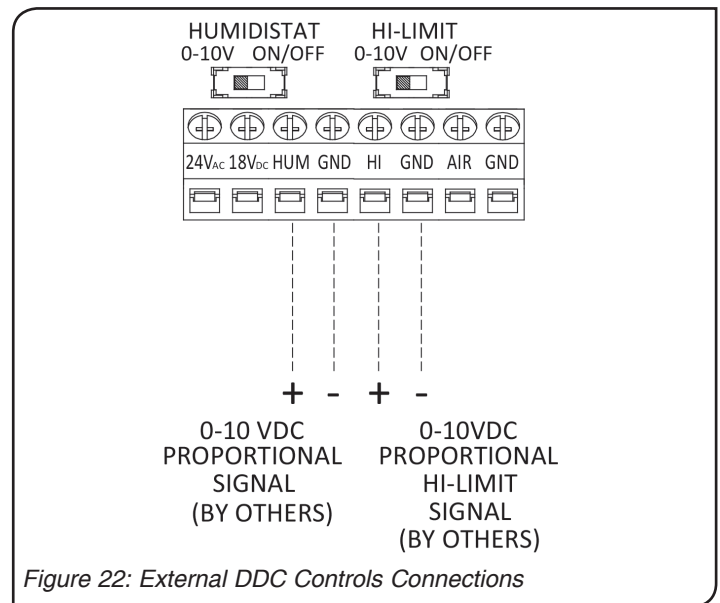 HUMIDISTAT HI-LIMIT
0-10V ON/OFF 0-10V ON/OFF
24VAC 18VDC HUM GND HI GND AIR GND
+ - + -
0-10 VDC
PROPORTIONAL
SIGNAL
(BY OTHERS)
0-10VDC
PROPORTIONAL
HI-LIMIT
SIGNAL
(BY OTHERS)
Figure 22: External DDC Controls Connections